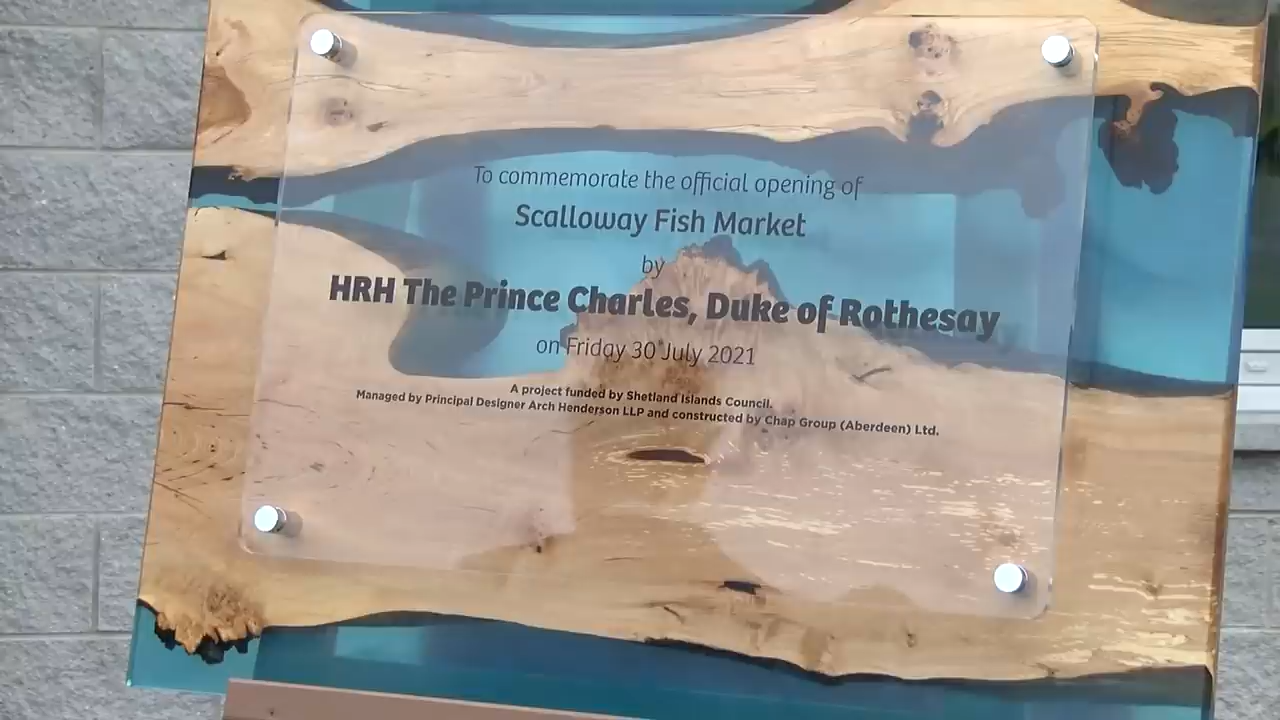 To commemorate the official opening of
Scalloway Fish Market
by
HRH The Prince Charles, Duke of Rothesay
on Friday 30 July 2021
A project funded by Shetland Islands Council.
Managed by Principal Designer Arch Henderson LLP and constructed by Chap Group (Aberdeen) Ltd.